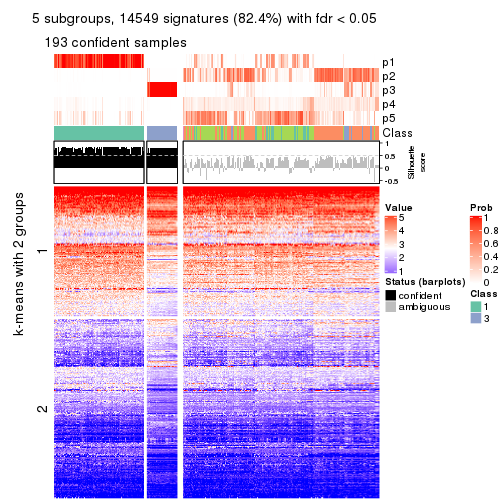 5 subgroups, 14549 signatures (82.4%) with fdr < 0.05
193 confident samples
p1
p2
p3
p4
p5
Class
1
0.5
0
-0.5
Silhouette
score
k-means with 2 groups
1
2
Value
5
4
3
2
1
Prob
1
0.8
0.6
0.4
0.2
0
Status (barplots)
confident
ambiguous
Class
1
3